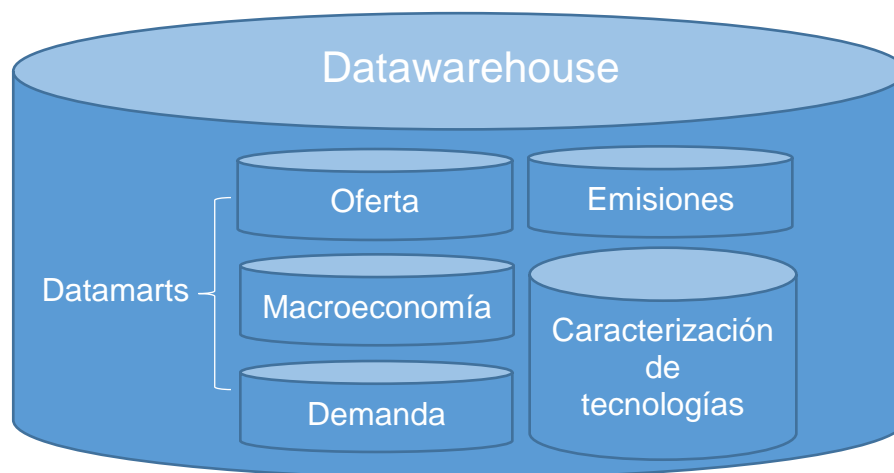 Datawarehouse
Oferta
Emisiones
Datamarts
Macroeconomía
Caracterización
de
tecnologías
Demanda